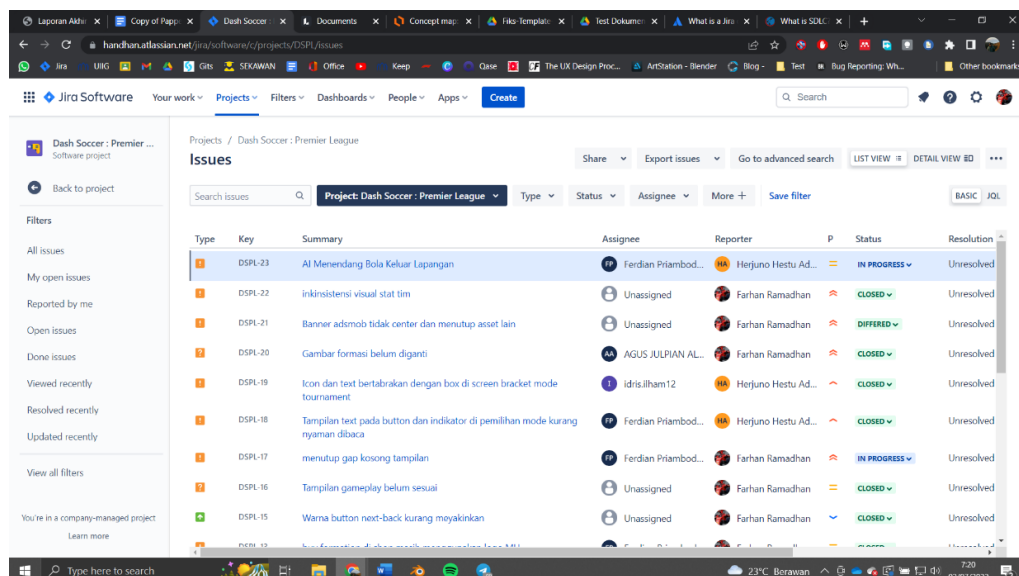 Laporan Akhir
Copy of Papp
Dash Soccer :
Documents
Concept map:
Fiks-Template
Test Dokumen
What is a Jira
What is SDLC?
handhan.atlassian.net/jira/software/c/projects/DSPL/issues
Jira
UIIG
Gits
SEKAWAN
Office
Keep
Qase
The UX Design Proc...
ArtStation - Blender
Blog -
Test
Bug Reporting: Wh...
Other bookmarks
Jira Software
Your work
Projects
Filters
Dashboards
People
Apps
Create
Search
Dash Soccer : Premier ...
Software project
Back to project
Filters
All issues
My open issues
Reported by me
Open issues
Done issues
Viewed recently
Resolved recently
Updated recently
View all filters
You're in a company-managed project
Learn more
Projects / Dash Soccer : Premier League
Issues
Share
Export issues
Go to advanced search
LIST VIEW
DETAIL VIEW
Search issues
Project: Dash Soccer : Premier League
Type
Status
Assignee
More +
Save filter
BASIC
JQL
Type Key Summary Assignee Reporter P Status Resolution
DSPL-23 AI Menendang Bola Keluar Lapangan FP Ferdian Priambod... HA Herjuno Hestu Ad... IN PROGRESS Unresolved
DSPL-22 inkinsistensi visual stat tim Unassigned Farhan Ramadhan CLOSED Unresolved
DSPL-21 Banner adsmob tidak center dan menutup asset lain Unassigned Farhan Ramadhan DIFFERED Unresolved
DSPL-20 Gambar formasi belum diganti AA AGUS JULPIAN AL... Farhan Ramadhan CLOSED Unresolved
DSPL-19 Icon dan text bertabrakan dengan box di screen bracket mode I idris.ilham12 HA Herjuno Hestu Ad... CLOSED Unresolved
tournament
DSPL-18 Tampilan text pada button dan indikator di pemilihan mode kurang FP Ferdian Priambod... HA Herjuno Hestu Ad... CLOSED Unresolved
nyaman dibaca
DSPL-17 menutup gap kosong tampilan FP Ferdian Priambod... Farhan Ramadhan IN PROGRESS Unresolved
DSPL-16 Tampilan gameplay belum sesuai Unassigned Farhan Ramadhan CLOSED Unresolved
DSPL-15 Warna button next-back kurang meyakinkan Unassigned Farhan Ramadhan CLOSED Unresolved
Type here to search
23°C Berawan
7:20